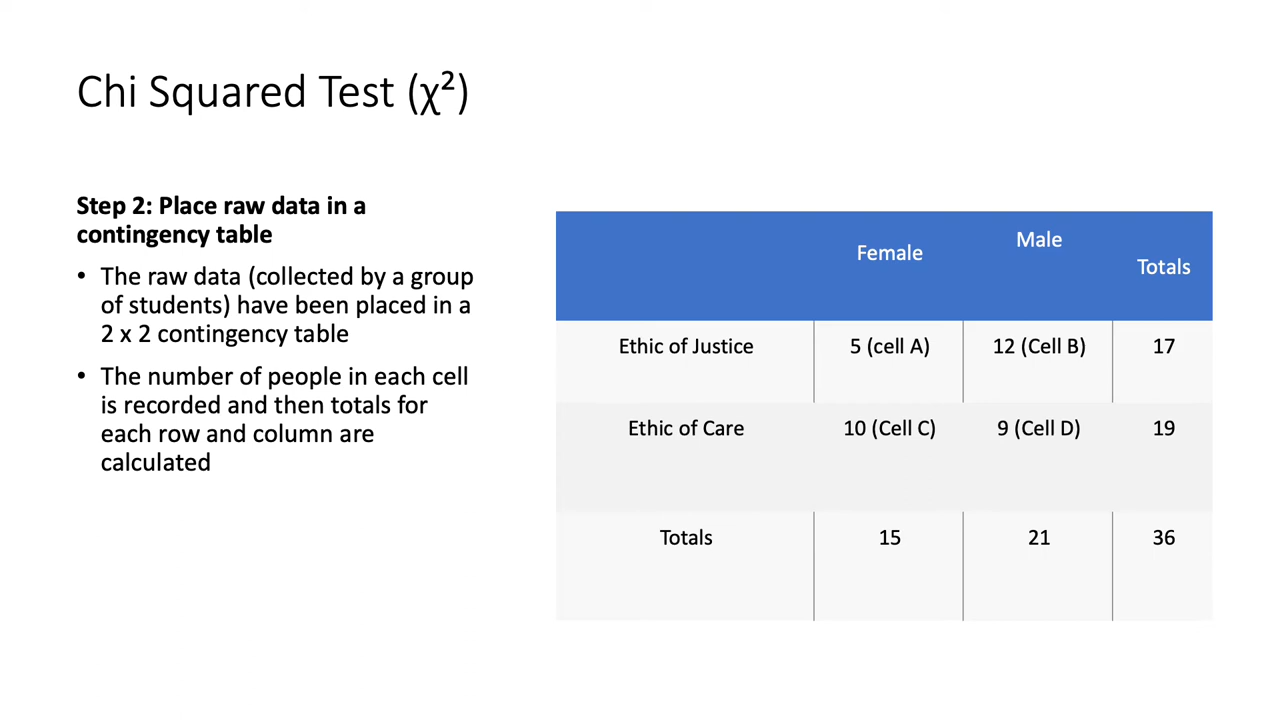 Chi Squared Test (χ²)
Step 2: Place raw data in a
contingency table
• The raw data (collected by a group
of students) have been placed in a
2 x 2 contingency table
• The number of people in each cell
is recorded and then totals for
each row and column are
calculated
Female Male Totals
Ethic of Justice 5 (cell A) 12 (Cell B) 17
Ethic of Care 10 (Cell C) 9 (Cell D) 19
Totals 15 21 36